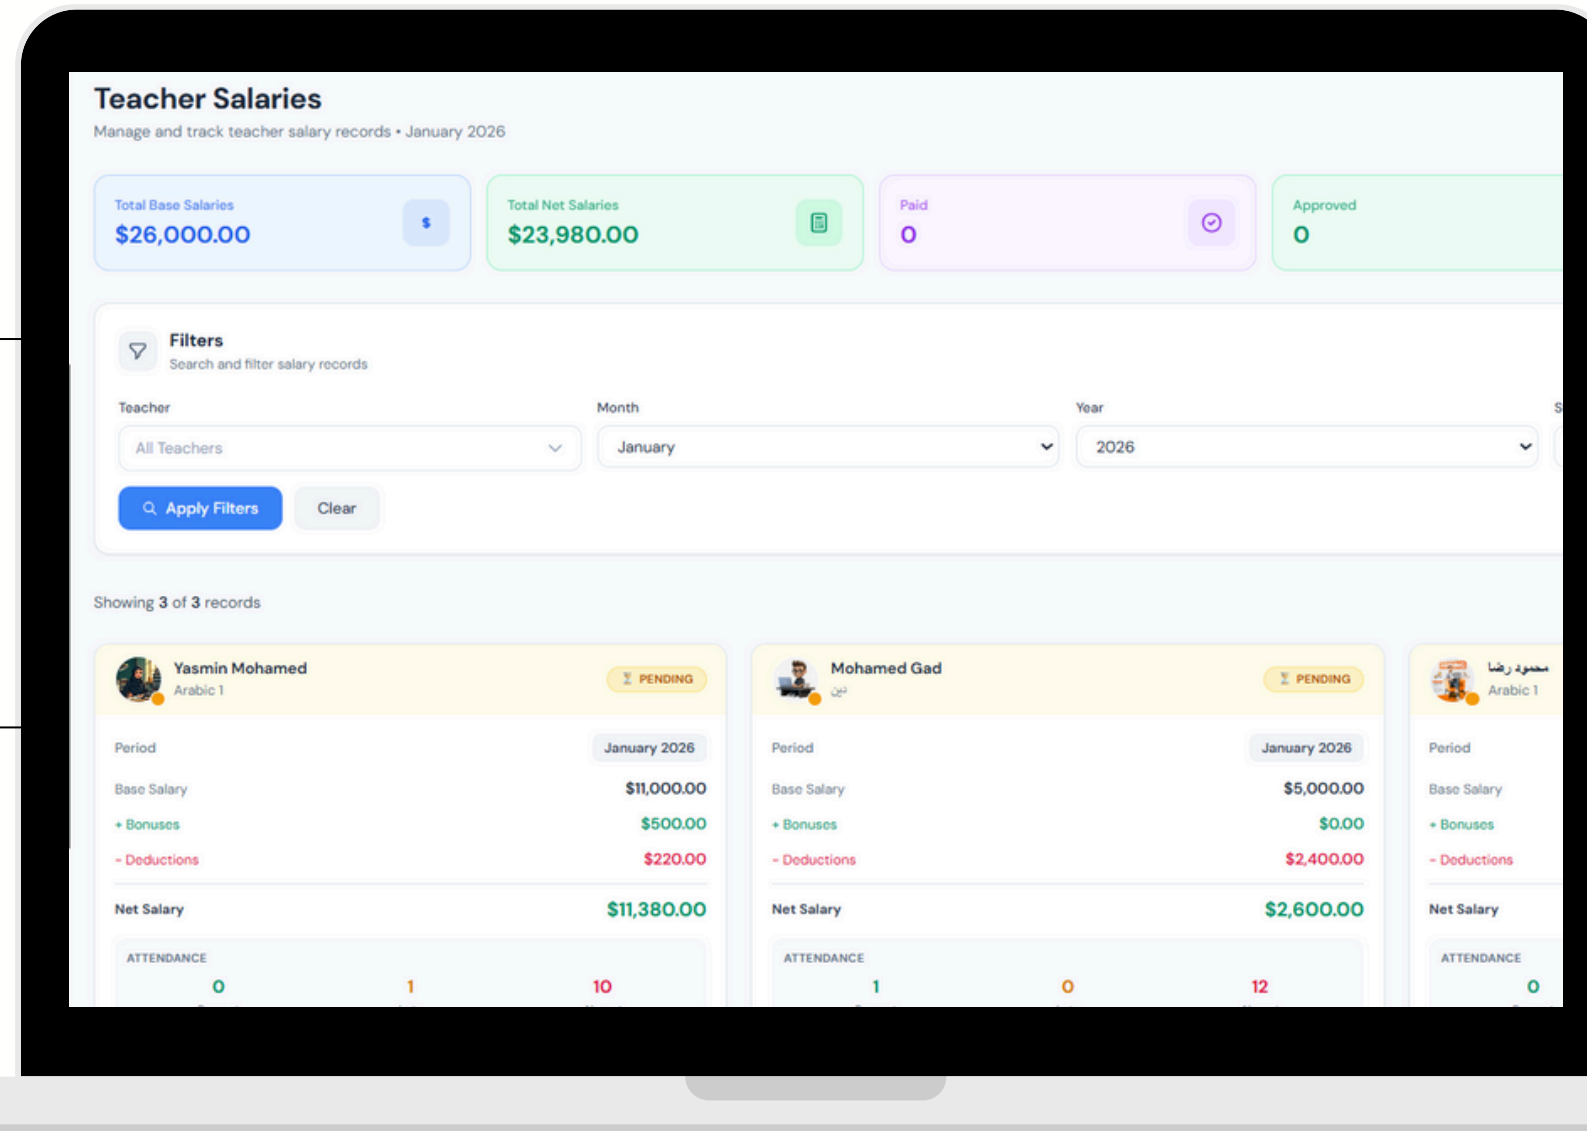 Teacher Salaries
Manage and track teacher salary records • January 2026
Total Base Salaries
$26,000.00
$
Total Net Salaries
$23,980.00
Paid
0
Approved
0
Filters
Search and filter salary records
Teacher
Month
Year
S
All Teachers
January
2026
Apply Filters
Clear
Showing 3 of 3 records
Yasmin Mohamed
Arabic 1
PENDING
Period
January 2026
Base Salary
$11,000.00
+ Bonuses
$500.00
- Deductions
$220.00
Net Salary
$11,380.00
ATTENDANCE
0 1 10
Mohamed Gad
دين
PENDING
Period
January 2026
Base Salary
$5,000.00
+ Bonuses
$0.00
- Deductions
$2,400.00
Net Salary
$2,600.00
ATTENDANCE
1 0 12
محمود رضا
Arabic 1
Period
Base Salary
+ Bonuses
- Deductions
Net Salary
ATTENDANCE
0